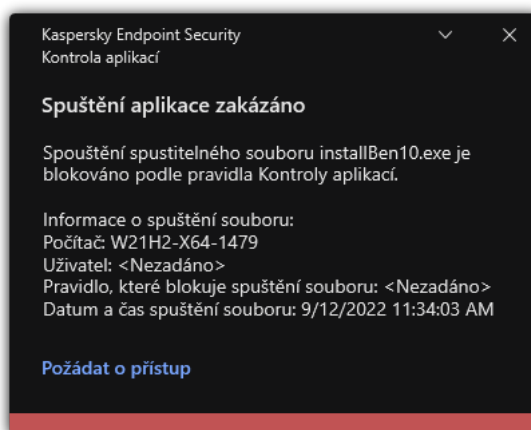 Kaspersky Endpoint Security
Kontrola aplikací
Spuštění aplikace zakázáno
Spouštění spustitelného souboru installBen10.exe je
blokováno podle pravidla Kontroly aplikací.
Informace o spuštění souboru:
Počítač: W21H2-X64-1479
Uživatel: <Nezadáno>
Pravidlo, které blokuje spuštění souboru: <Nezadáno>
Datum a čas spuštění souboru: 9/12/2022 11:34:03 AM
Požádat o přístup